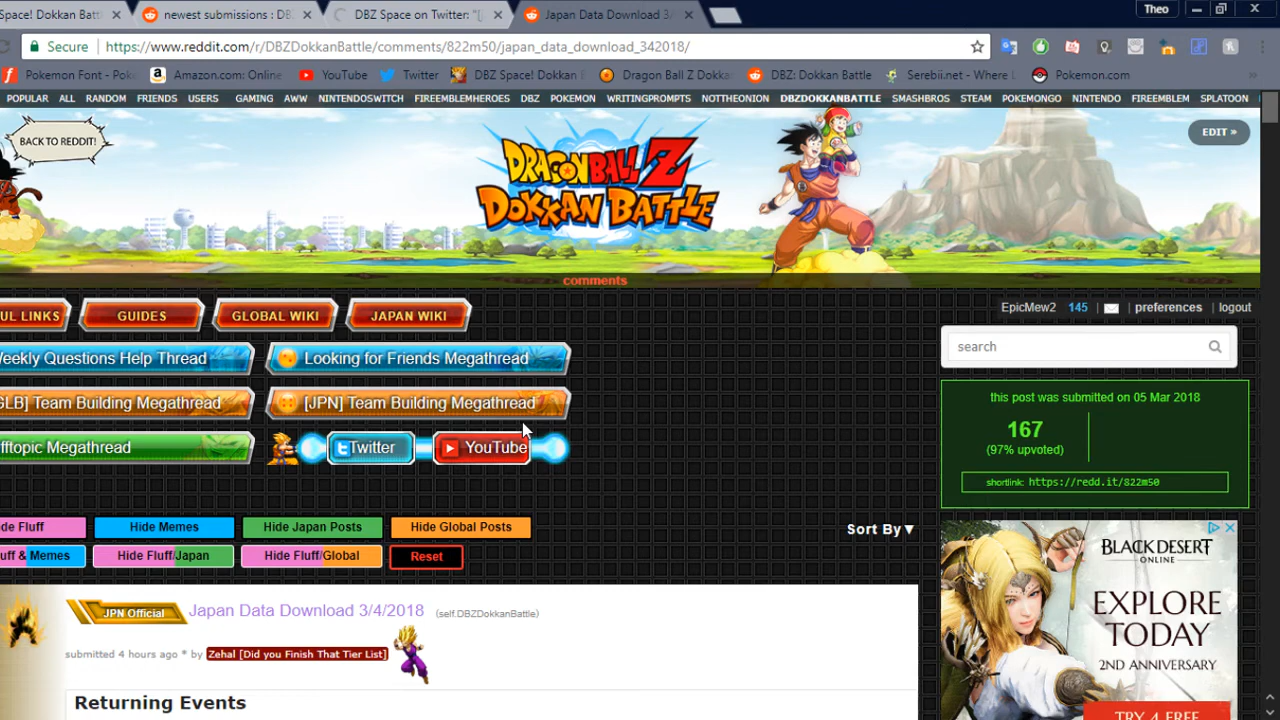 Space! Dokkan Batt
newest submissions : DB
DBZ Space on Twitter: "[
Japan Data Download 3/
Theo
Secure
https://www.reddit.com/r/DBZDokkanBattle/comments/822m50/japan_data_download_342018/
Pokemon Font - Pok
Amazon.com: Online
YouTube
Twitter
DBZ Space! Dokkan
Dragon Ball Z Dokk
DBZ: Dokkan Battle
Serebii.net - Where
Pokemon.com
POPULAR ALL RANDOM FRIENDS USERS GAMING AWW NINTENDOSWITCH FIREEMBLEMHEROES DBZ POKEMON WRITINGPROMPTS NOTTHEONION DBZDOKKANBATTLE SMASHBROS STEAM POKEMONGO NINTENDO FIREEMBLEM SPLATOON
BACK TO REDDIT!
DRAGONBALL Z
DOKKAN BATTLE
EDIT »
comments
UL LINKS
GUIDES
GLOBAL WIKI
JAPAN WIKI
EpicMew2 145 | | preferences | logout
search
Weekly Questions Help Thread
Looking for Friends Megathread
GLB] Team Building Megathread
[JPN] Team Building Megathread
fftopic Megathread
Twitter
YouTube
this post was submitted on 05 Mar 2018
167
(97% upvoted)
shortlink: https://redd.it/822m50
de Fluff
Hide Memes
Hide Japan Posts
Hide Global Posts
Sort By▼
uff & Memes
Hide Fluff/Japan
Hide Fluff/Global
Reset
JPN Official
Japan Data Download 3/4/2018
(self.DBZDokkanBattle)
submitted 4 hours ago * by Zehal [Did you Finish That Tier List]
Returning Events
BLACK DESERT
ONLINE
EXPLORE
TODAY
2ND ANNIVERSARY
TRY 4 FREE